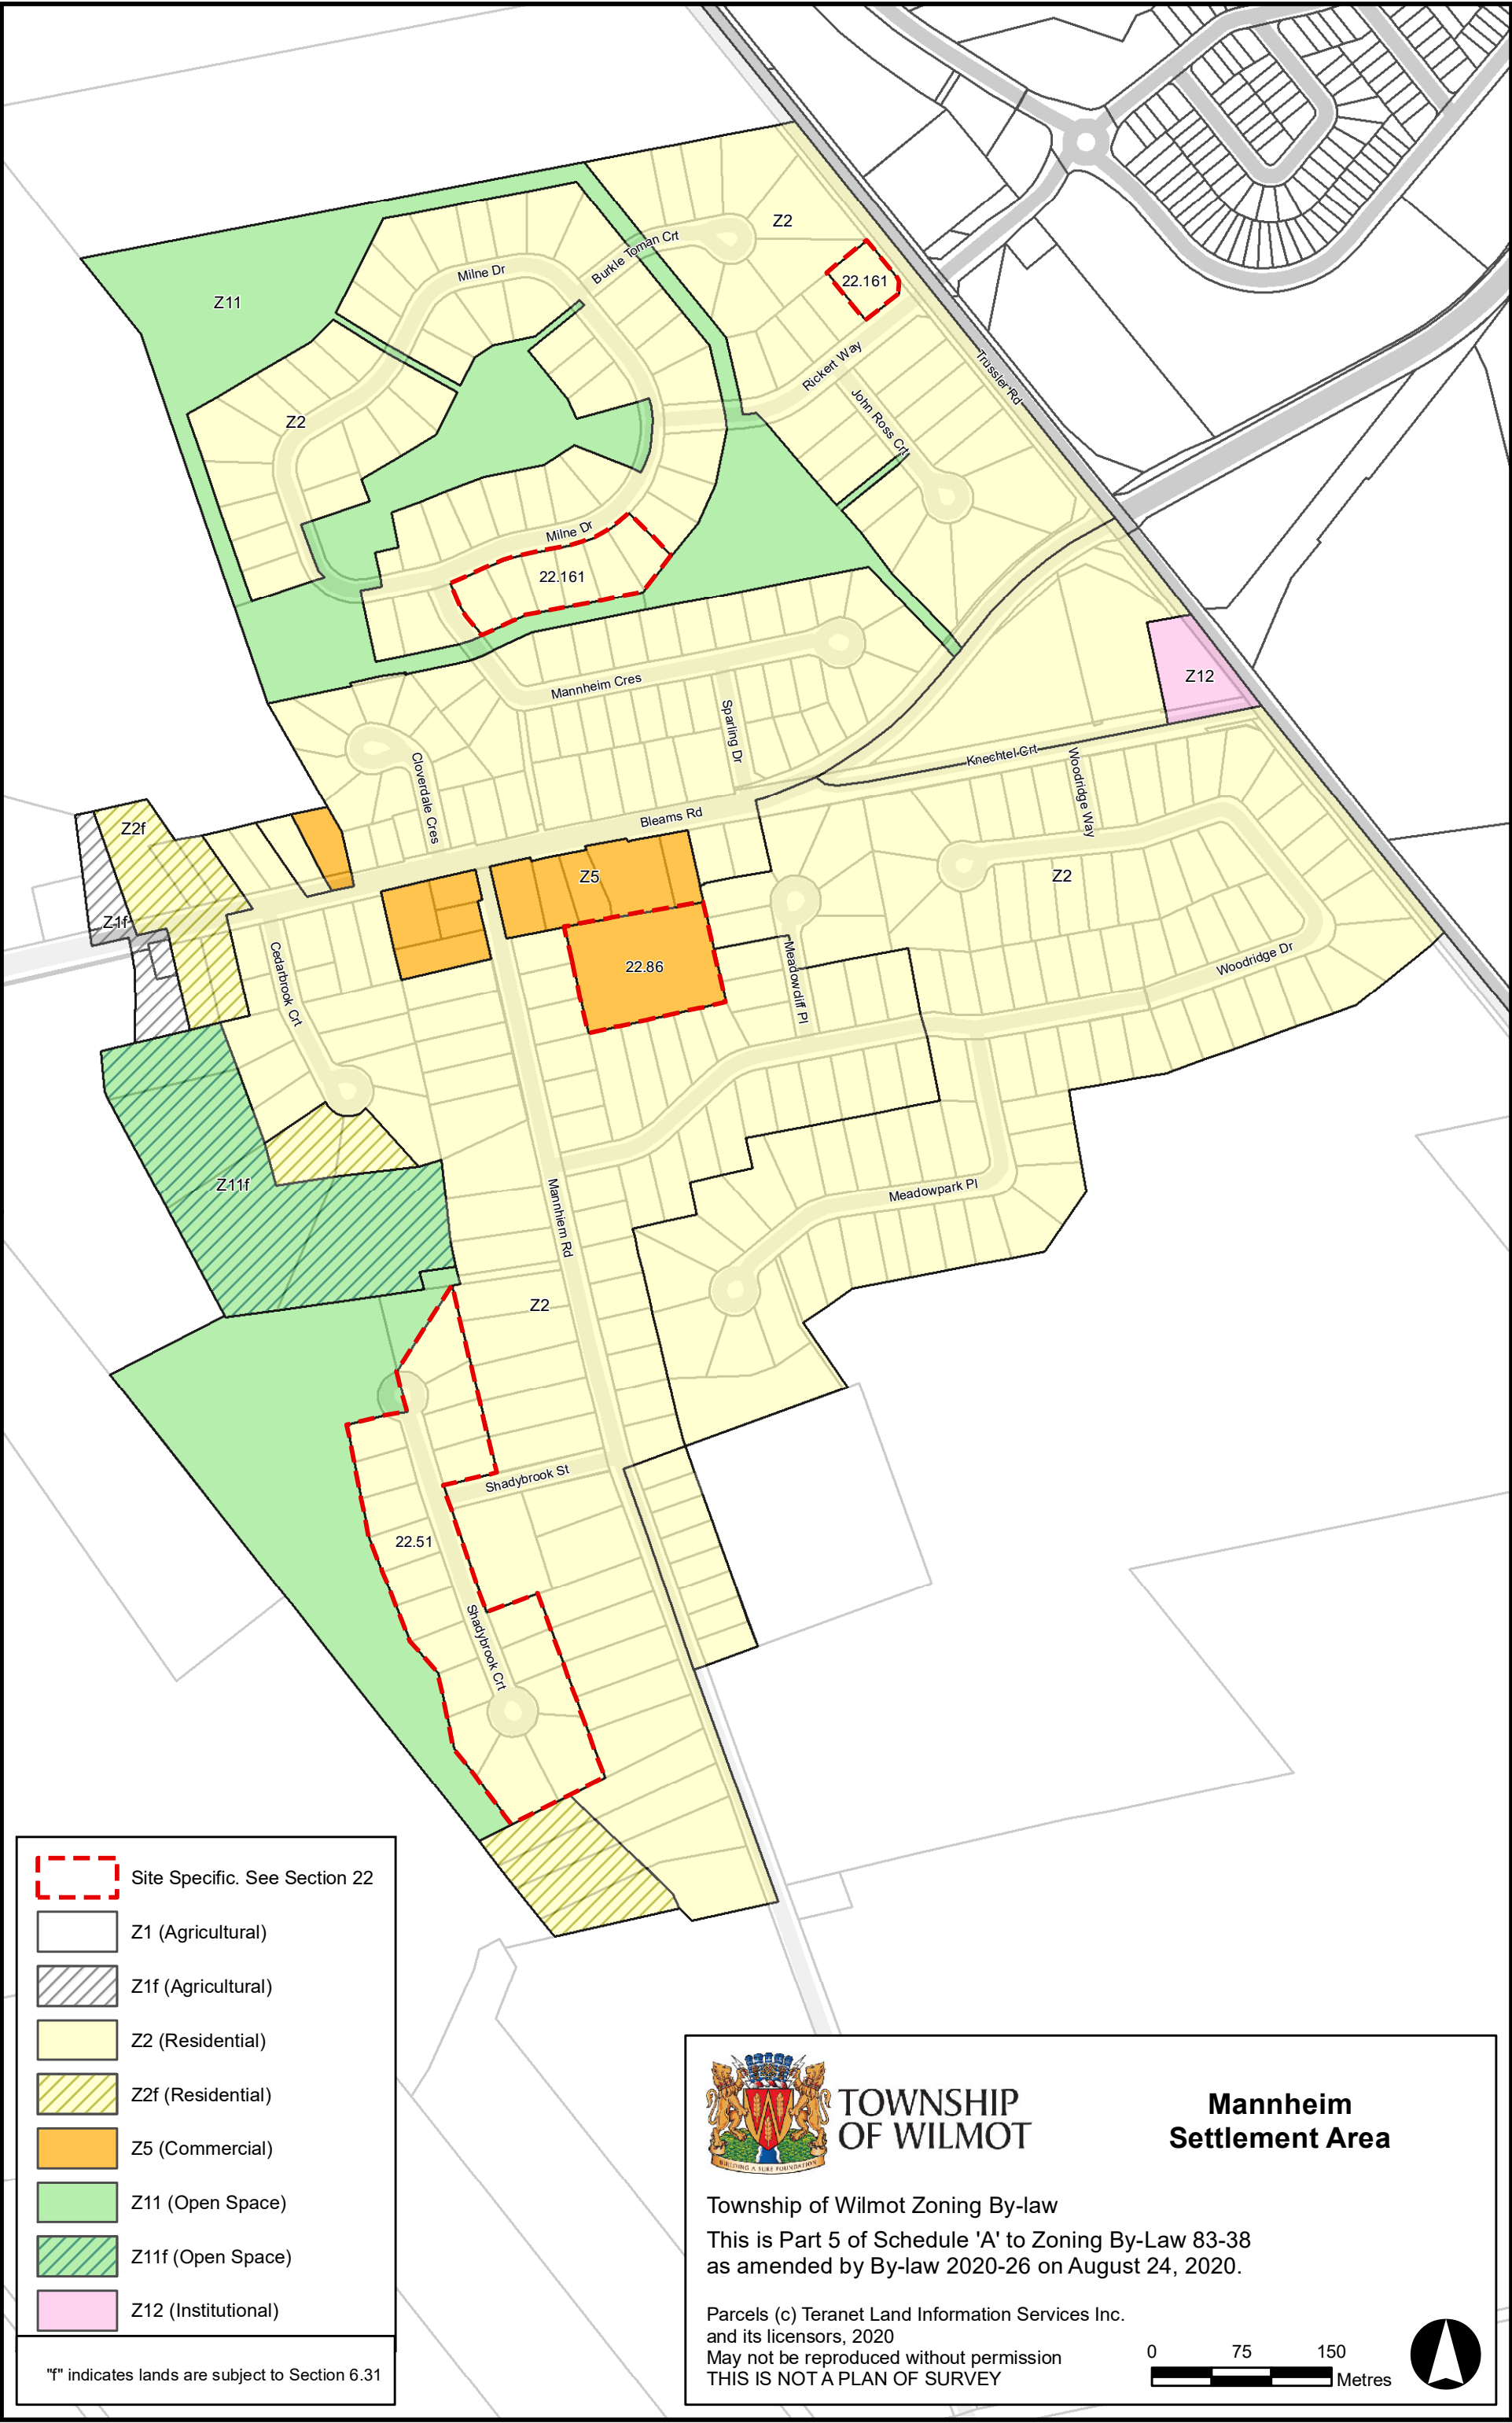 Z2
Burkle Toman Crt
Milne Dr
22.161
Z11
Rickert Way
Trussler Rd
John Ross Crt
Z2
Milne Dr
22.161
Z12
Mannheim Cres
Sparling Dr
Knechtel Crt
Woodridge Way
Cloverdale Cres
Bleams Rd
Z2f
Z5
Z2
Z1f
Cedarbrook Crt
22.86
Meadowcliff Pl
Woodridge Dr
Z11f
Meadowpark Pl
Mannhiem Rd
Z2
Shadybrook St
22.51
Shadybrook Crt
Site Specific. See Section 22
Z1 (Agricultural)
Z1f (Agricultural)
Z2 (Residential)
Z2f (Residential)
Z5 (Commercial)
Z11 (Open Space)
Z11f (Open Space)
Z12 (Institutional)
"f" indicates lands are subject to Section 6.31
BUILDING A SURE FOUNDATION
TOWNSHIP
OF WILMOT
Mannheim
Settlement Area
Township of Wilmot Zoning By-law
This is Part 5 of Schedule 'A' to Zoning By-Law 83-38
as amended by By-law 2020-26 on August 24, 2020.
Parcels (c) Teranet Land Information Services Inc.
and its licensors, 2020
May not be reproduced without permission
THIS IS NOT A PLAN OF SURVEY
0 75 150
Metres